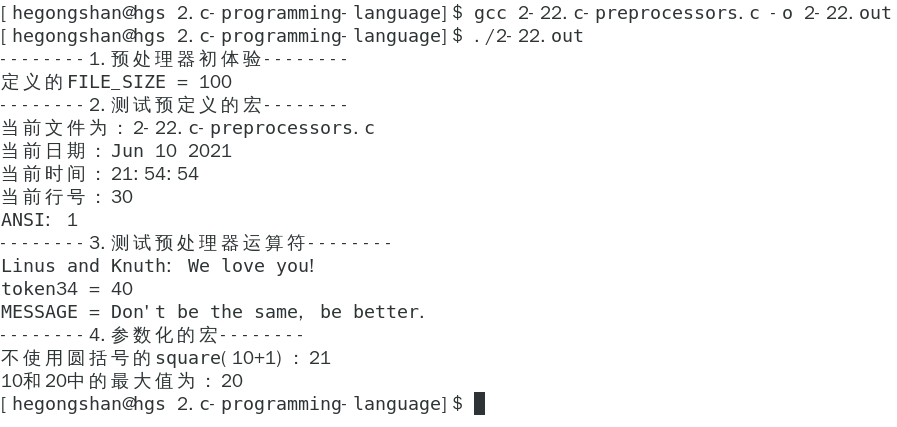 [hegongshan@hgs 2.c-programming-language]$ gcc 2-22.c-preprocessors.c -o 2-22.out
[hegongshan@hgs 2.c-programming-language]$ ./2-22.out
--------1.预处理器初体验--------
定义的FILE_SIZE = 100
--------2.测试预定义的宏--------
当前文件为：2-22.c-preprocessors.c
当前日期：Jun 10 2021
当前时间：21:54:54
当前行号：30
ANSI: 1
--------3.测试预处理器运算符--------
Linus and Knuth: We love you!
token34 = 40
MESSAGE = Don't be the same, be better.
--------4.参数化的宏--------
不使用圆括号的square(10+1)：21
10和20中的最大值为：20
[hegongshan@hgs 2.c-programming-language]$